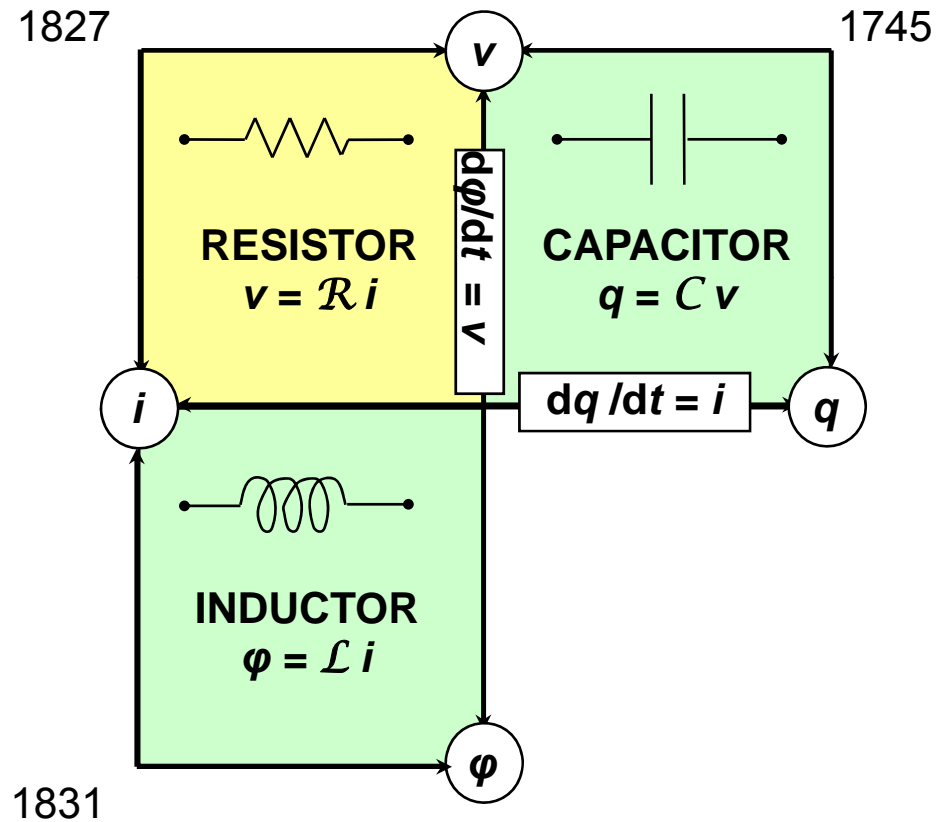 1827
v
1745
RESISTOR
v = ℛ i
dφ/dt = v
CAPACITOR
q = C v
i
dq /dt = i
q
INDUCTOR
φ = ℒ i
φ
1831